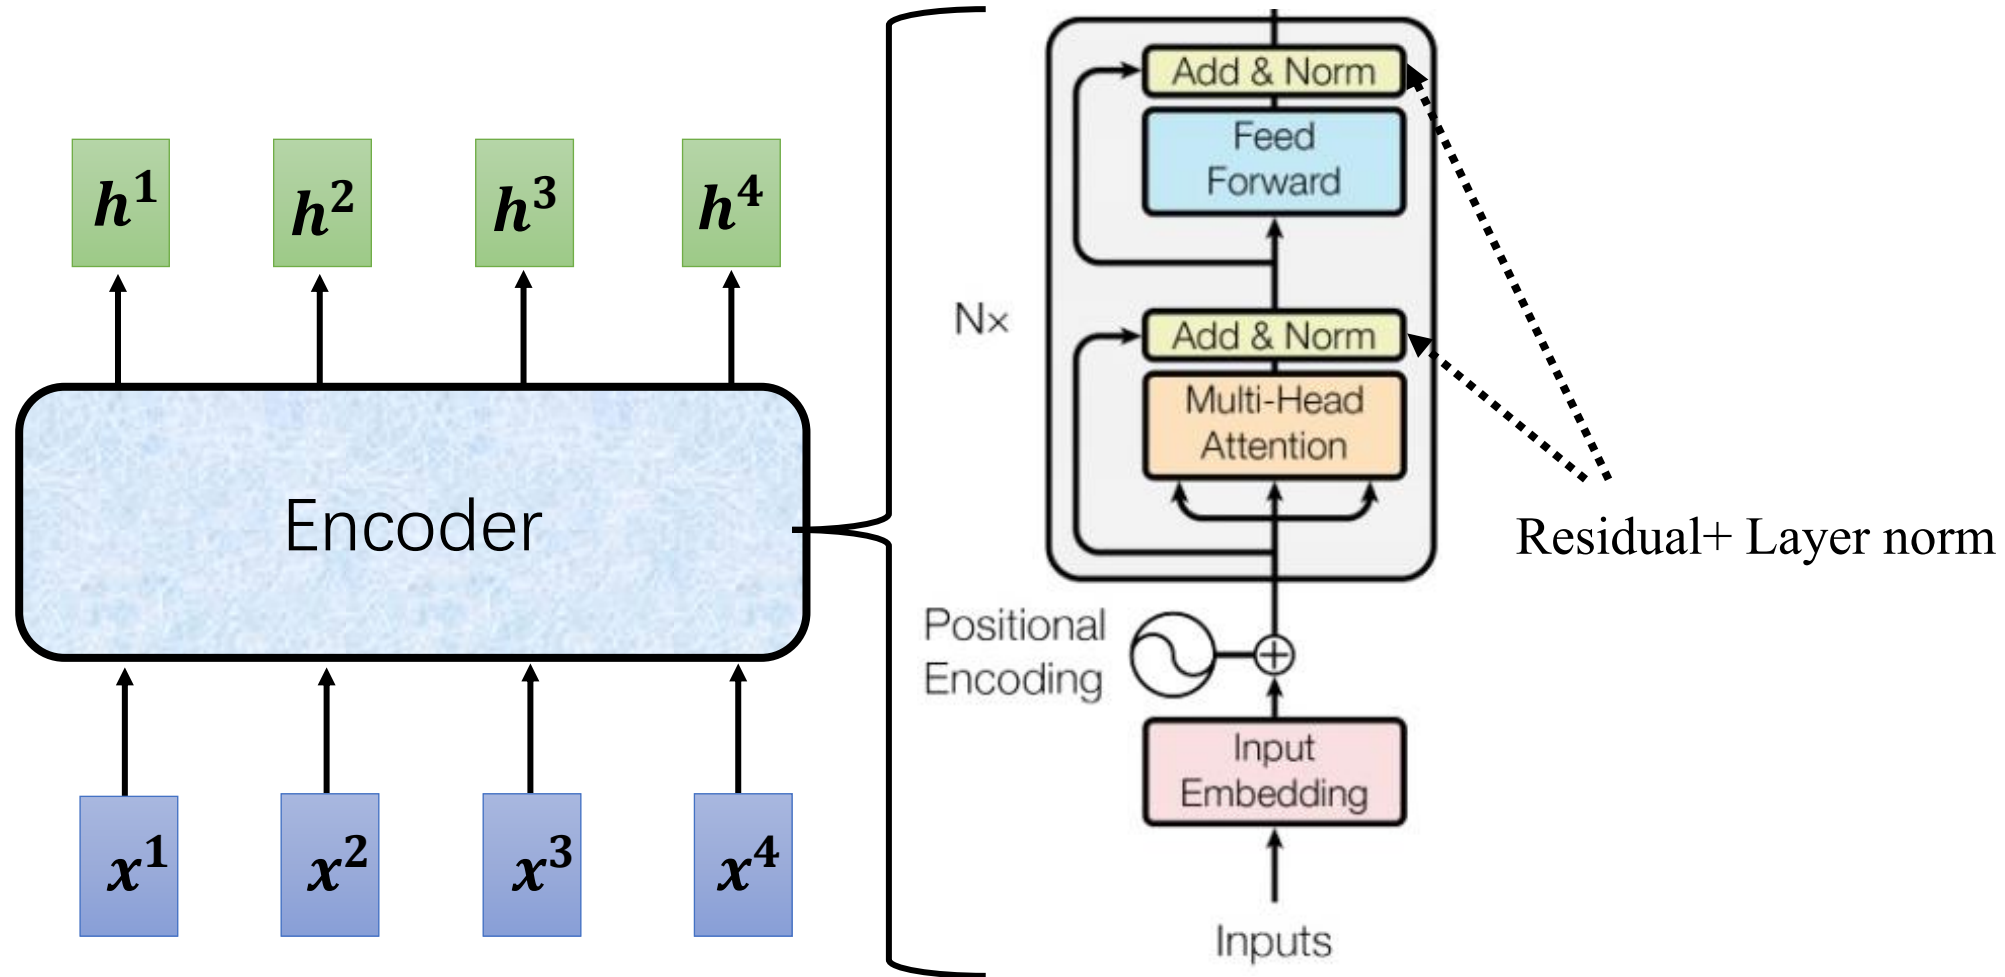 h¹ h² h³ h⁴
Encoder
x¹ x² x³ x⁴
Add & Norm
Feed
Forward
N×
Add & Norm
Multi-Head
Attention
Residual+ Layer norm
Positional
Encoding
Input
Embedding
Inputs